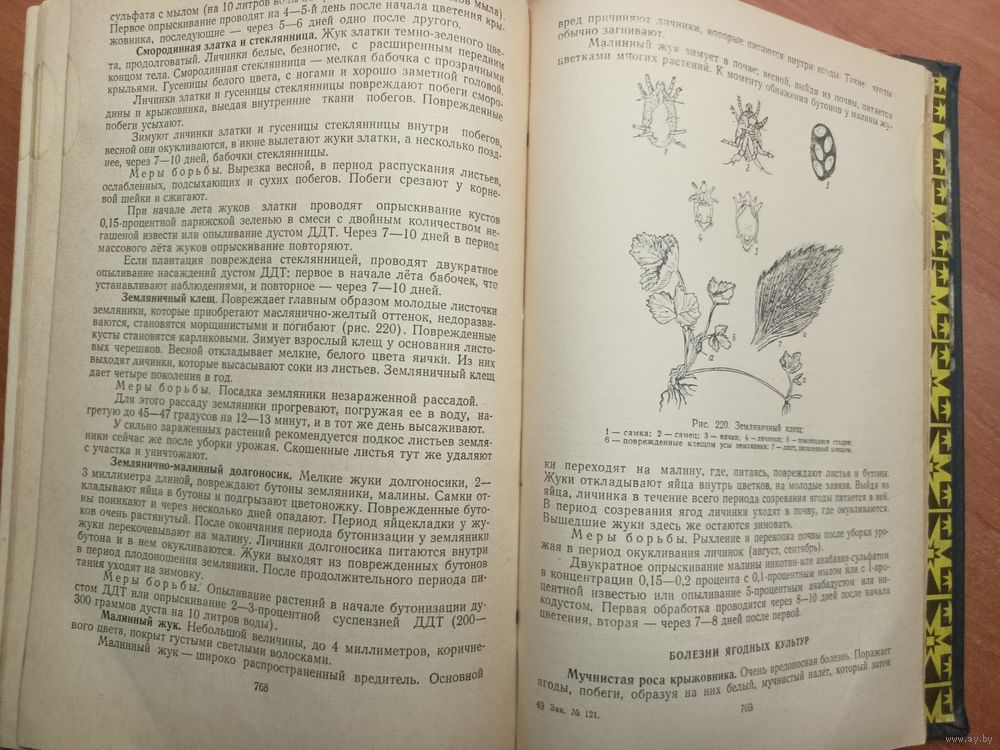 сульфата с мылом (на 10 литров воды
мов мыла).
Первое опрыскивание проводят на 4—5-й день после начала цветения кры-
жовника, последующие — через 5—6 дней одно после другого.
Смородинная златка и стеклянница. Жук златки темно-зеленого цве-
та, продолговатый. Личинки белые, безногие, с расширенным передним
концом тела. Смородинная стеклянница — мелкая бабочка с прозрачными
крыльями. Гусеницы белого цвета, с ногами и хорошо заметной головой.
Личинки златки и гусеницы стеклянницы повреждают побеги сморо-
дины и крыжовника, выедая внутренние ткани побегов. Поврежденные
побеги усыхают.
Зимуют личинки златки и гусеницы стеклянницы внутри побегов,
весной они окукливаются, в июне вылетают жуки златки, а несколько позд-
нее, через 7—10 дней, бабочки стеклянницы.
Меры борьбы. Вырезка весной, в период распускания листьев,
ослабленных, подсыхающих и сухих побегов. Побеги срезают у корне-
вой шейки и сжигают.
При начале лета жуков златки проводят опрыскивание кустов
0,15-процентной парижской зеленью в смеси с двойным количеством не-
гашеной извести или опыливание дустом ДДТ. Через 7—10 дней в период
массового лёта жуков опрыскивание повторяют.
Если плантация повреждена стеклянницей, проводят двукратное
опыливание насаждений дустом ДДТ: первое в начале лёта бабочек, что
устанавливают наблюдениями, и повторное — через 7—10 дней.
Земляничный клещ. Повреждает главным образом молодые листочки
земляники, которые приобретают маслянично-желтый оттенок, недоразви-
ваются, становятся морщинистыми и погибают (рис. 220). Поврежденные
кусты становятся карликовыми. Зимует взрослый клещ у основания листо-
вых черешков. Весной откладывает мелкие, белого цвета яички. Из них
выходят личинки, которые высасывают соки из листьев. Земляничный клещ
дает четыре поколения в год.
Меры борьбы. Посадка земляники незараженной рассадой.
Для этого рассаду земляники прогревают, погружая ее в воду, на-
гретую до 45—47 градусов на 12—13 минут, и в тот же день высаживают.
У сильно зараженных растений рекомендуется подкос листьев земля-
ники сейчас же после уборки урожая. Скошенные листья тут же удаляют
с участка и уничтожают.
Землянично-малинный долгоносик. Мелкие жуки долгоносики, 2—
3 миллиметра длиной, повреждают бутоны земляники, малины. Самки от-
кладывают яйца в бутоны и подгрызают цветоножку. Поврежденные буто-
ны поникают и через несколько дней опадают. Период яйцекладки у жу-
ков очень растянутый. После окончания периода бутонизации у земляники
жуки перекочевывают на малину. Личинки долгоносика питаются внутри
бутона и в нем окукливаются. Жуки выходят из поврежденных бутонов
в период плодоношения земляники. После продолжительного периода пи-
тания уходят на зимовку.
Меры борьбы. Опыливание растений в начале бутонизации ду-
стом ДДТ или опрыскивание 2—3-процентной суспензией ДДТ (200—
300 граммов дуста на 10 литров воды).
Малинный жук. Небольшой величины, до 4 миллиметров, коричне-
вого цвета, покрыт густыми светлыми волосками.
Малинный жук — широко распространенный вредитель. Основной
768
вред причиняют личинки, которые питаются внутри ягоды. Такие ягоды
обычно загнивают.
Малинный жук зимует в почве; весной, выйдя из почвы, питается
цветками многих растений. К моменту обнажения бутонов у малины жу-
2
3
4
5
6
7
Рис. 220. Земляничный клещ:
1 — самка; 2 — самец; 3 — яички; 4 — личинка; 5 — покоящаяся стадия;
6 — поврежденные клещом усы земляники; 7 — лист, заселенный клещом.
ки переходят на малину, где, питаясь, повреждают листья и бутоны.
Жуки откладывают яйца внутрь цветков, на молодые завязи. Выйдя из
яйца, личинка в течение всего периода созревания ягоды питается в ней.
В период созревания ягод личинки уходят в почву, где окукливаются.
Вышедшие жуки здесь же остаются зимовать.
Меры борьбы. Рыхление и перекопка почвы после уборки уро-
жая в период окукливания личинок (август, сентябрь).
Двукратное опрыскивание малины никотин-или анабазин-сульфатом
в концентрации 0,15—0,2 процента с 0,1-процентным мылом или с 1-про-
центной известью или опыливание 5-процентным анабадустом или ни-
кодустом. Первая обработка проводится через 8—10 дней после начала
цветения, вторая — через 7—8 дней после первой.
БОЛЕЗНИ ЯГОДНЫХ КУЛЬТУР
Мучнистая роса крыжовника. Очень вредоносная болезнь. Поражает
ягоды, побеги, образуя на них белый, мучнистый налет, который затем
49 Зак. № 121.
769
www.ay.by